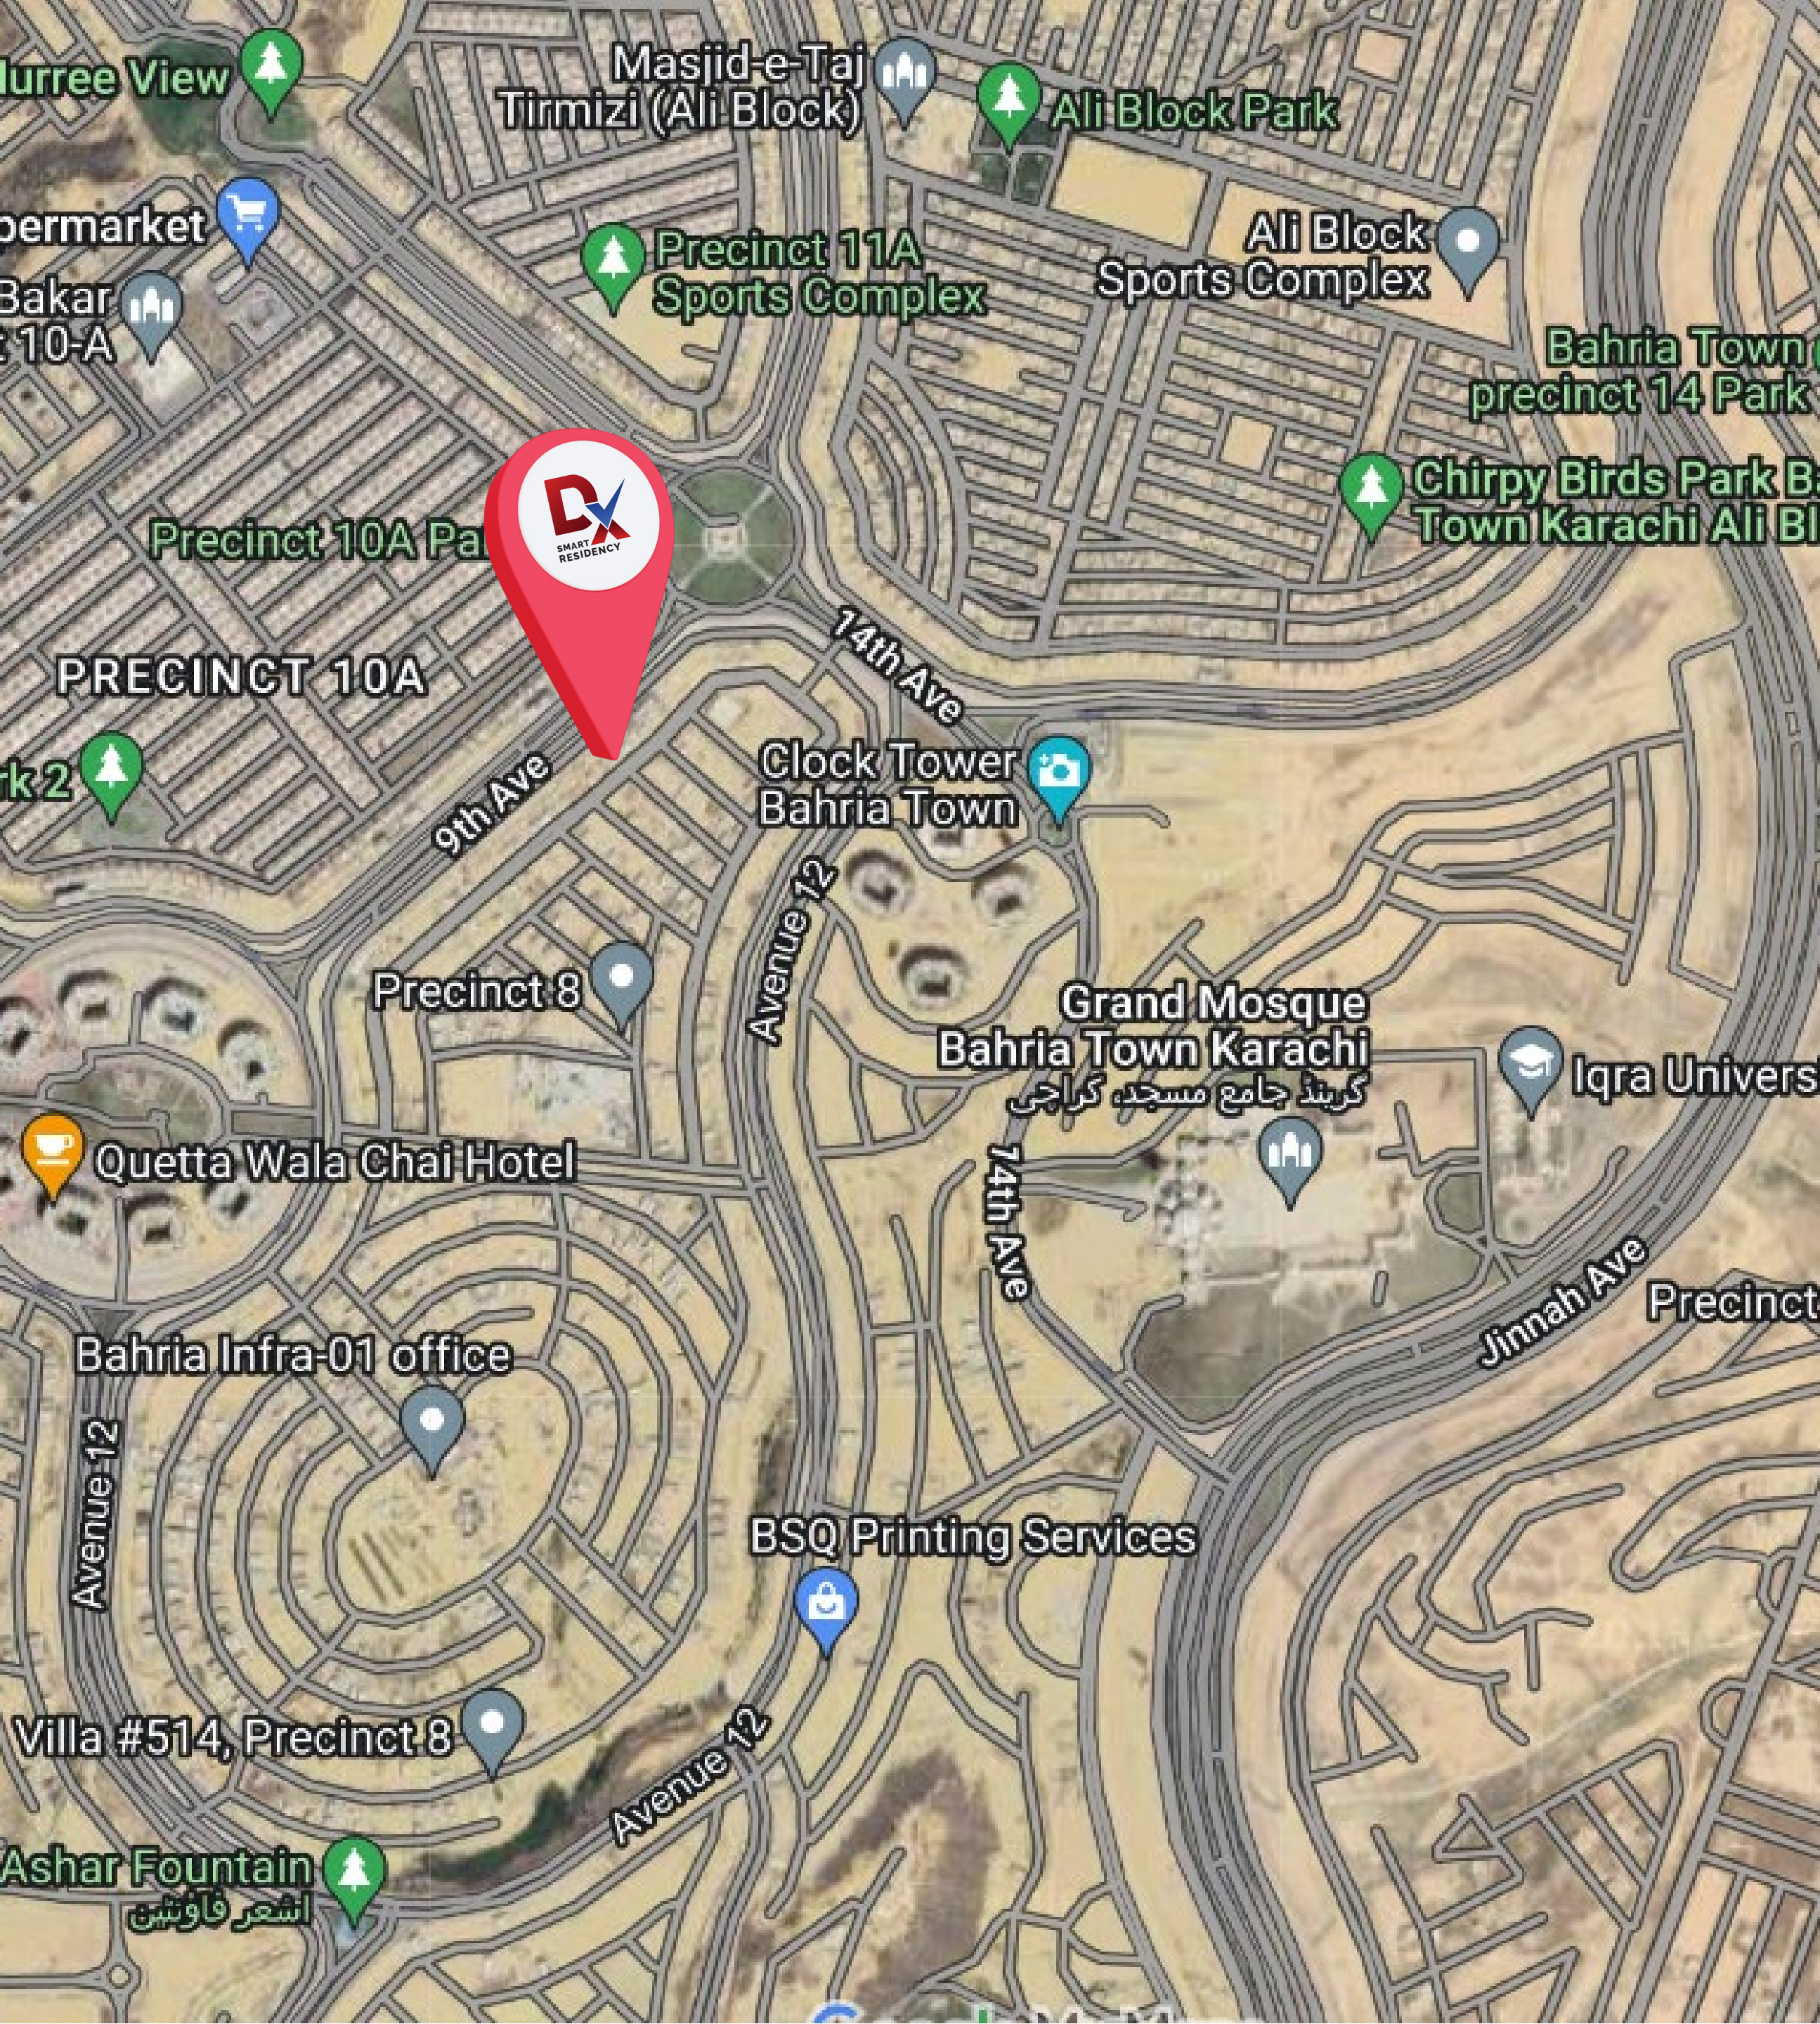 Murree View
Masjid-e-Taj
Tirmizi (Ali Block)
Ali Block Park
permarket
Precinct 11A
Sports Complex
Ali Block
Sports Complex
Bakar
t 10-A
Bahria Town
precinct 14 Park
Chirpy Birds Park B
Town Karachi Ali Bl
DX
SMART
RESIDENCY
Precinct 10A Pa
14th Ave
PRECINCT 10A
rk 2
9th Ave
Clock Tower
Bahria Town
Avenue 12
Precinct 8
Grand Mosque
Bahria Town Karachi
گرینڈ جامع مسجد، کراچی
Iqra Univers
Quetta Wala Chai Hotel
14th Ave
Jinnah Ave
Precinct
Bahria Infra-01 office
Avenue 12
BSQ Printing Services
Villa #514, Precinct 8
Avenue 12
Ashar Fountain
اشعر فاؤنٹین